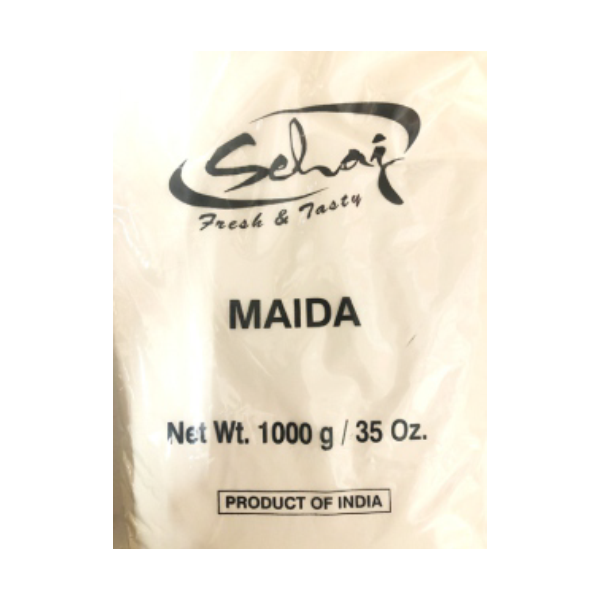 Sehaj
Fresh & Tasty
MAIDA
Net Wt. 1000 g / 35 Oz.
PRODUCT OF INDIA